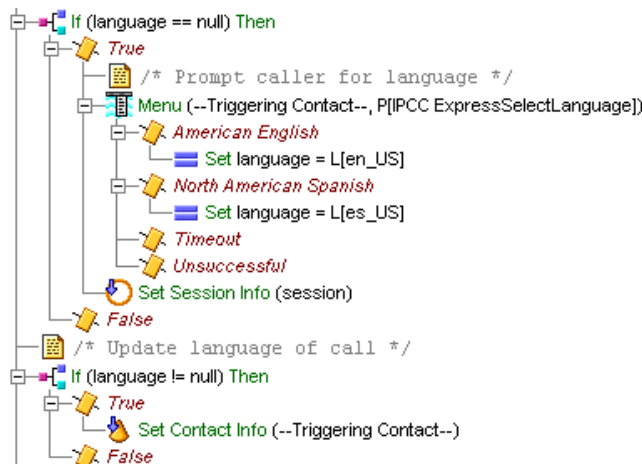 If (language == null) Then
True
/* Prompt caller for language */
Menu (--Triggering Contact--, P[IPCC ExpressSelectLanguage])
American English
Set language = L[en_US]
North American Spanish
Set language = L[es_US]
Timeout
Unsuccessful
Set Session Info (session)
False
/* Update language of call */
If (language != null) Then
True
Set Contact Info (--Triggering Contact--)
False